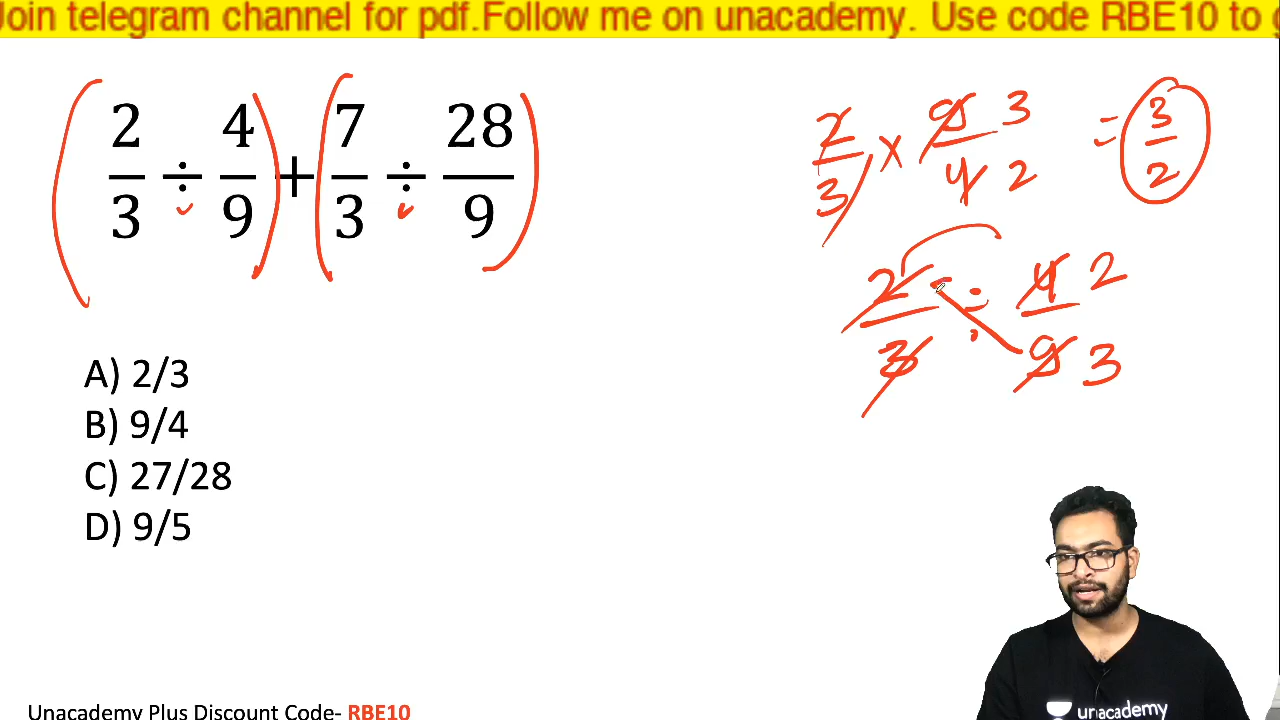 Join telegram channel for pdf.Follow me on unacademy. Use code RBE10 to g
( 2/3 ÷ 4/9 ) + ( 7/3 ÷ 28/9 )
2/3 × 9/4 3 2 = 3/2
2/3 ÷ 4/9 2 3
A) 2/3
B) 9/4
C) 27/28
D) 9/5
unacademy
Unacademy Plus Discount Code- RBE10